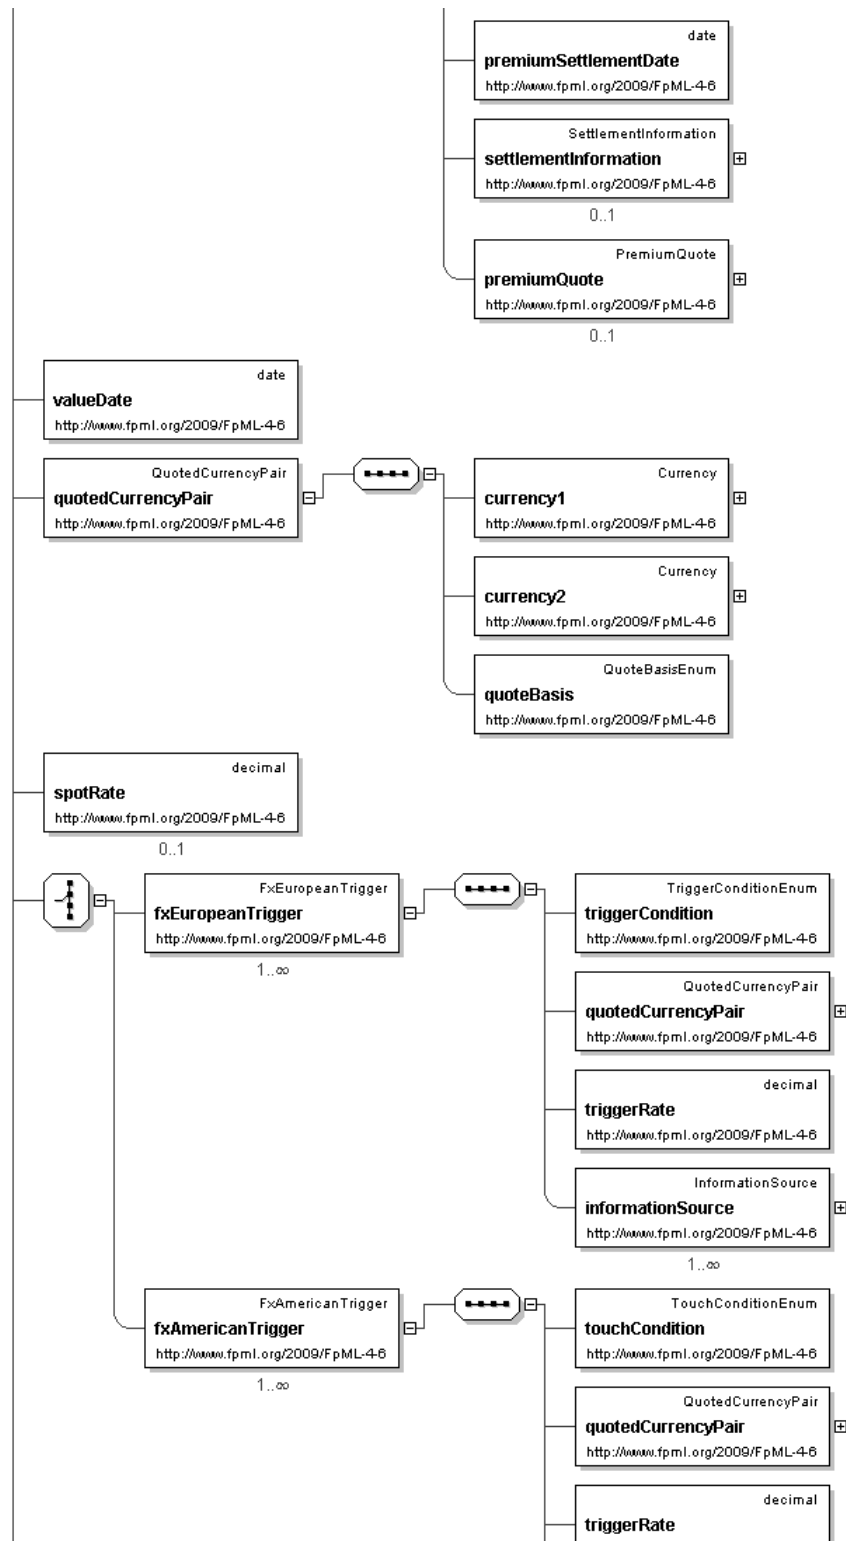 date
premiumSettlementDate
http://www.fpml.org/2009/FpML-4-6
SettlementInformation
settlementInformation
http://www.fpml.org/2009/FpML-4-6
0..1
PremiumQuote
premiumQuote
http://www.fpml.org/2009/FpML-4-6
0..1
date
valueDate
http://www.fpml.org/2009/FpML-4-6
QuotedCurrencyPair
quotedCurrencyPair
http://www.fpml.org/2009/FpML-4-6
Currency
currency1
http://www.fpml.org/2009/FpML-4-6
Currency
currency2
http://www.fpml.org/2009/FpML-4-6
QuoteBasisEnum
quoteBasis
http://www.fpml.org/2009/FpML-4-6
decimal
spotRate
http://www.fpml.org/2009/FpML-4-6
0..1
FxEuropeanTrigger
fxEuropeanTrigger
http://www.fpml.org/2009/FpML-4-6
1..∞
TriggerConditionEnum
triggerCondition
http://www.fpml.org/2009/FpML-4-6
QuotedCurrencyPair
quotedCurrencyPair
http://www.fpml.org/2009/FpML-4-6
decimal
triggerRate
http://www.fpml.org/2009/FpML-4-6
InformationSource
informationSource
http://www.fpml.org/2009/FpML-4-6
1..∞
FxAmericanTrigger
fxAmericanTrigger
http://www.fpml.org/2009/FpML-4-6
1..∞
TouchConditionEnum
touchCondition
http://www.fpml.org/2009/FpML-4-6
QuotedCurrencyPair
quotedCurrencyPair
http://www.fpml.org/2009/FpML-4-6
decimal
triggerRate